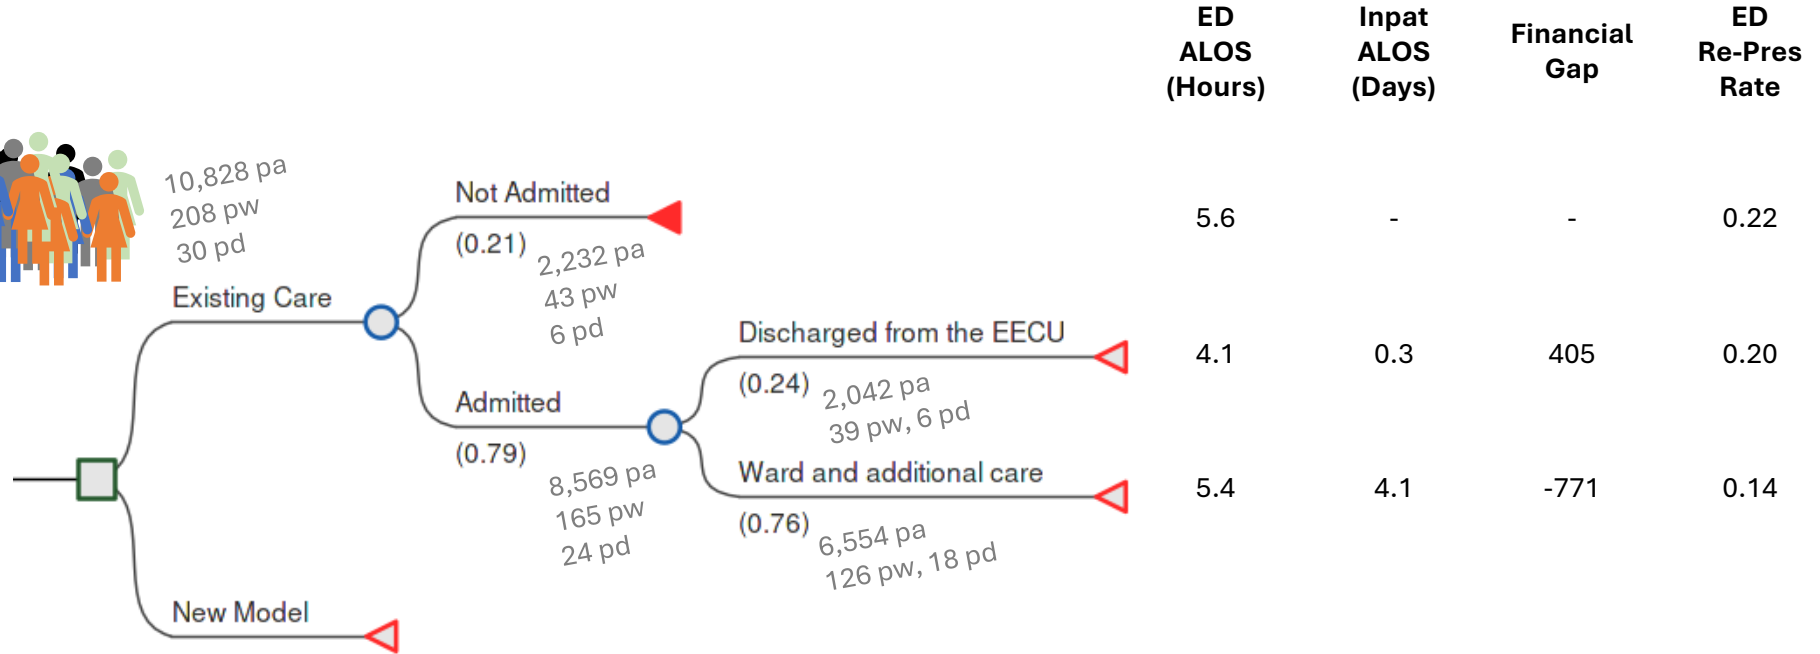 ED
ALOS
(Hours)
Inpat
ALOS
(Days)
Financial
Gap
ED
Re-Pres
Rate
10,828 pa
208 pw
30 pd
Not Admitted
(0.21)
2,232 pa
43 pw
6 pd
5.6
-
-
0.22
Existing Care
Discharged from the EECU
(0.24)
2,042 pa
39 pw, 6 pd
4.1
0.3
405
0.20
Admitted
(0.79)
8,569 pa
165 pw
24 pd
Ward and additional care
(0.76)
6,554 pa
126 pw, 18 pd
5.4
4.1
-771
0.14
New Model